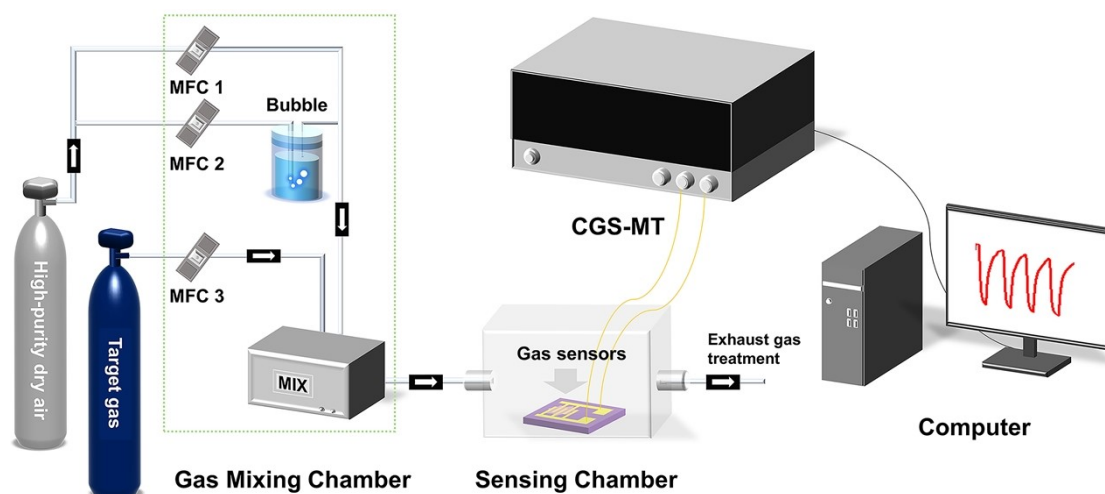 MFC 1
Bubble
MFC 2
CGS-MT
High-purity dry air
Target gas
MFC 3
MIX
Gas sensors
Exhaust gas
treatment
Computer
Gas Mixing Chamber
Sensing Chamber